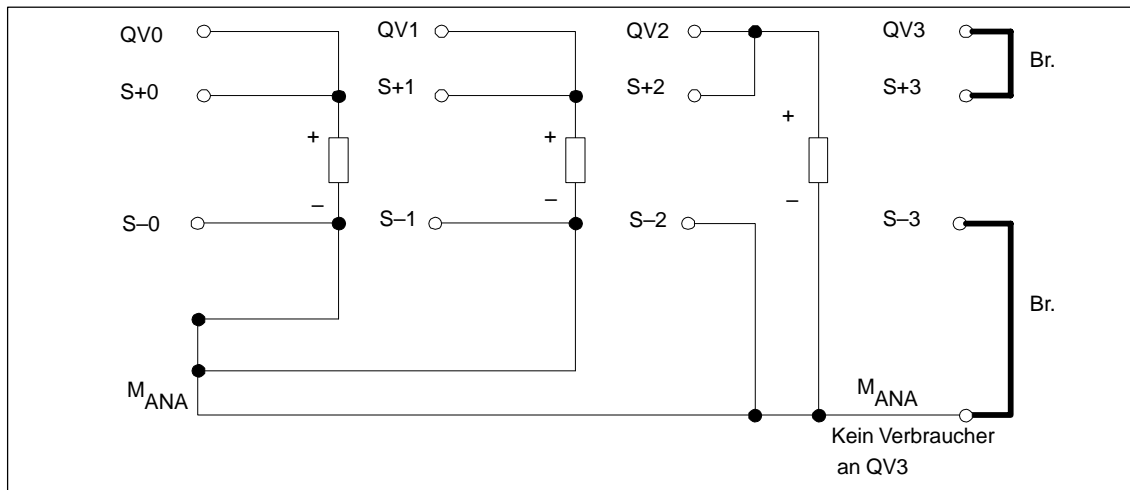 QV0 QV1 QV2 QV3
Br.
S+0 S+1 S+2 S+3
+ + +
– – –
S–0 S–1 S–2 S–3
Br.
MANA MANA
Kein Verbraucher
an QV3